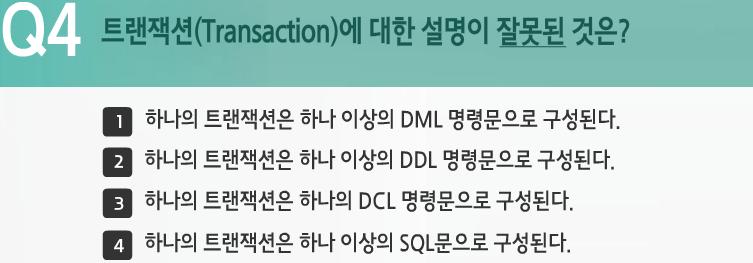 Q4 트랜잭션(Transaction)에 대한 설명이 잘못된 것은?
1 하나의 트랜잭션은 하나 이상의 DML 명령문으로 구성된다.
2 하나의 트랜잭션은 하나 이상의 DDL 명령문으로 구성된다.
3 하나의 트랜잭션은 하나의 DCL 명령문으로 구성된다.
4 하나의 트랜잭션은 하나 이상의 SQL문으로 구성된다.